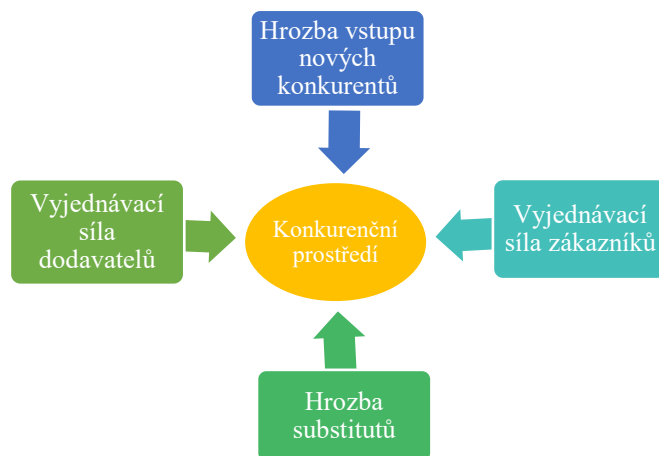 Hrozba vstupu
nových
konkurentů
Vyjednávací
síla
dodavatelů
Konkurenční
prostředí
Vyjednávací
síla zákazníků
Hrozba
substitutů